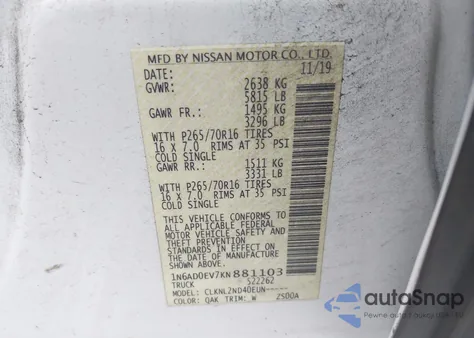 MFD BY NISSAN MOTOR CO., LTD.
DATE: 11/19
GVWR: 2638 KG
5815 LB
GAWR FR.: 1495 KG
3296 LB
WITH P265/70R16 TIRES
16 x 7.0 RIMS AT 35 PSI
COLD SINGLE
GAWR RR.: 1511 KG
3331 LB
WITH P265/70R16 TIRES
16 x 7.0 RIMS AT 35 PSI
COLD SINGLE
THIS VEHICLE CONFORMS TO
ALL APPLICABLE FEDERAL
MOTOR VEHICLE SAFETY
STANDARDS IN EFFECT ON
THE DATE OF MANUFACTURE
SHOWN ABOVE.
1N6AD0EV7KN881103
TRUCK 522262
MODEL: CLKNL2ND40EUN-----
COLOR: QAK TRIM: W 2S00A
autoSnap